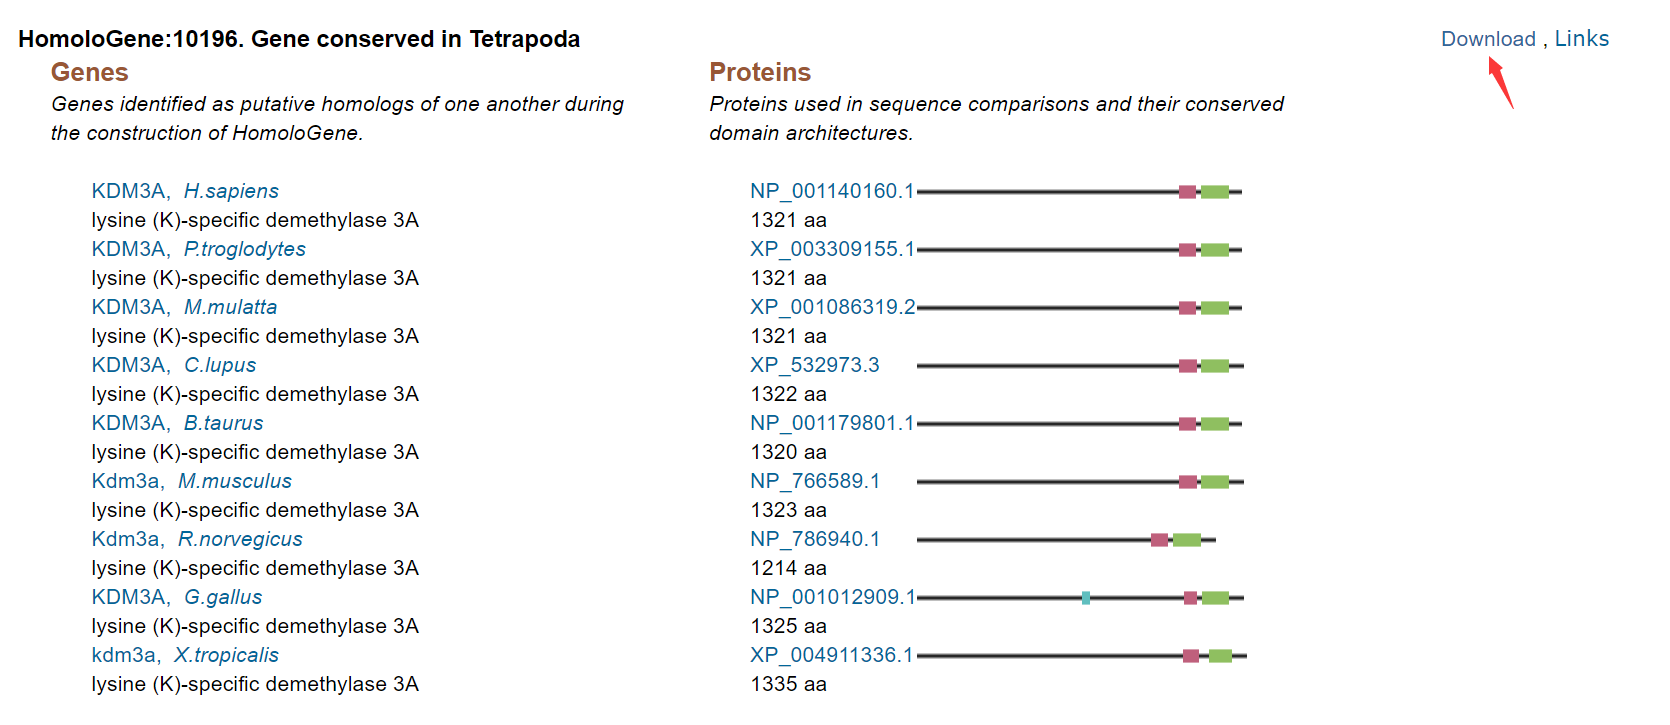 HomoloGene:10196. Gene conserved in Tetrapoda
Download , Links
Genes
Genes identified as putative homologs of one another during
the construction of HomoloGene.
Proteins
Proteins used in sequence comparisons and their conserved
domain architectures.
KDM3A, H.sapiens
NP_001140160.1
lysine (K)-specific demethylase 3A
1321 aa
KDM3A, P.troglodytes
XP_003309155.1
lysine (K)-specific demethylase 3A
1321 aa
KDM3A, M.mulatta
XP_001086319.2
lysine (K)-specific demethylase 3A
1321 aa
KDM3A, C.lupus
XP_532973.3
lysine (K)-specific demethylase 3A
1322 aa
KDM3A, B.taurus
NP_001179801.1
lysine (K)-specific demethylase 3A
1320 aa
Kdm3a, M.musculus
NP_766589.1
lysine (K)-specific demethylase 3A
1323 aa
Kdm3a, R.norvegicus
NP_786940.1
lysine (K)-specific demethylase 3A
1214 aa
KDM3A, G.gallus
NP_001012909.1
lysine (K)-specific demethylase 3A
1325 aa
kdm3a, X.tropicalis
XP_004911336.1
lysine (K)-specific demethylase 3A
1335 aa